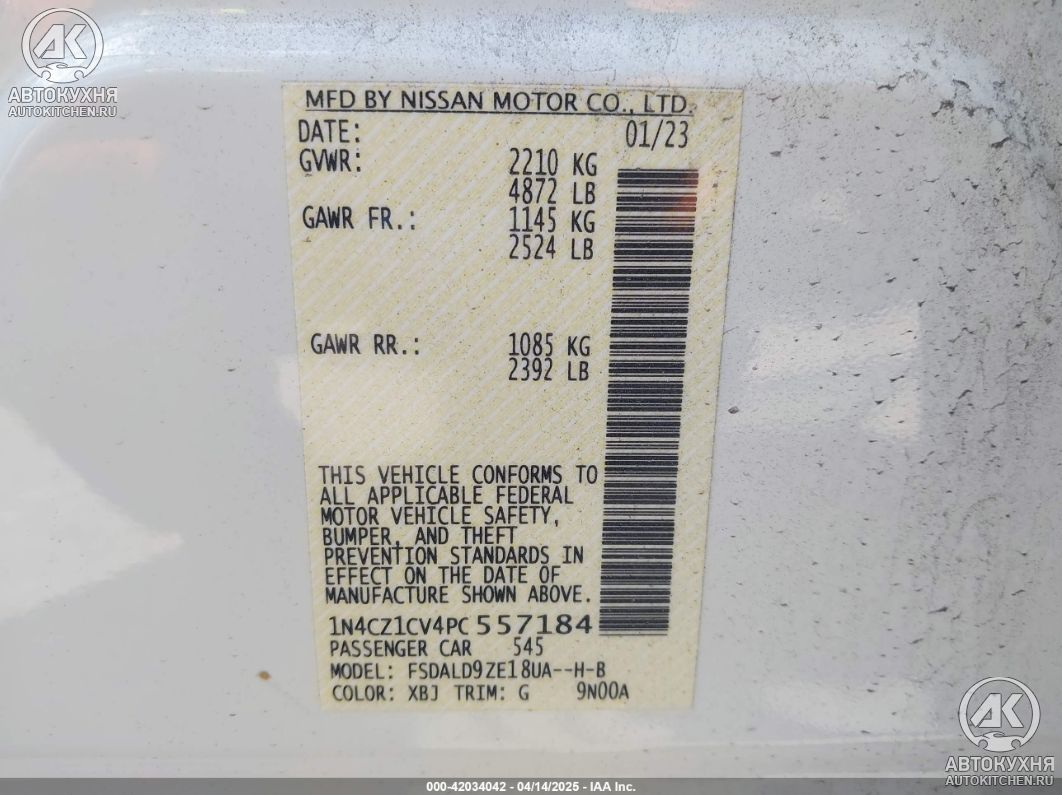 АК
АВТОКУХНЯ
AUTOKITCHEN.RU
MFD BY NISSAN MOTOR CO., LTD.
DATE: 01/23
GVWR: 2210 KG
4872 LB
GAWR FR.: 1145 KG
2524 LB
GAWR RR.: 1085 KG
2392 LB
THIS VEHICLE CONFORMS TO
ALL APPLICABLE FEDERAL
MOTOR VEHICLE SAFETY,
BUMPER, AND THEFT
PREVENTION STANDARDS IN
EFFECT ON THE DATE OF
MANUFACTURE SHOWN ABOVE.
1N4CZ1CV4PC557184
PASSENGER CAR 545
MODEL: FSDALD9ZE18UA--H-B
COLOR: XBJ TRIM: G 9N00A
АК
АВТОКУХНЯ
AUTOKITCHEN.RU
000-42034042 - 04/14/2025 - IAA Inc.